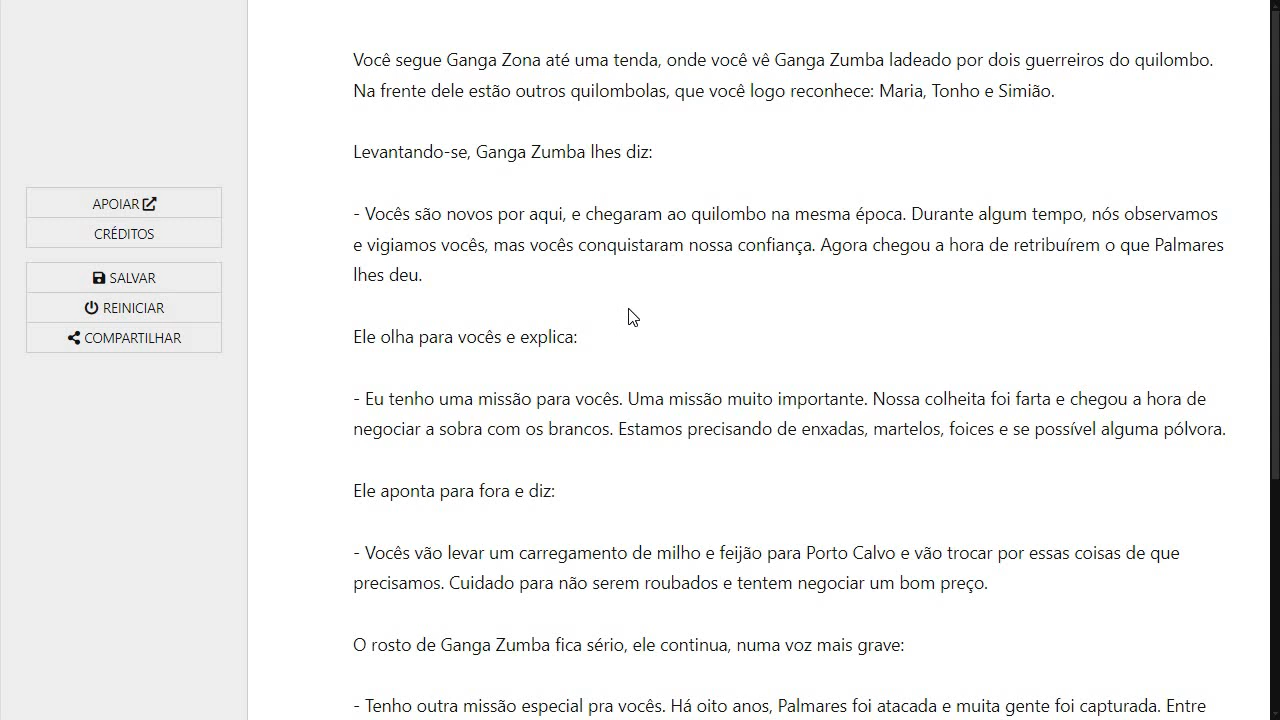 APOIAR
CRÉDITOS
SALVAR
REINICIAR
COMPARTILHAR
Você segue Ganga Zona até uma tenda, onde você vê Ganga Zumba ladeado por dois guerreiros do quilombo.
Na frente dele estão outros quilombolas, que você logo reconhece: Maria, Tonho e Simião.
Levantando-se, Ganga Zumba lhes diz:
- Vocês são novos por aqui, e chegaram ao quilombo na mesma época. Durante algum tempo, nós observamos
e vigiamos vocês, mas vocês conquistaram nossa confiança. Agora chegou a hora de retribuírem o que Palmares
lhes deu.
Ele olha para vocês e explica:
- Eu tenho uma missão para vocês. Uma missão muito importante. Nossa colheita foi farta e chegou a hora de
negociar a sobra com os brancos. Estamos precisando de enxadas, martelos, foices e se possível alguma pólvora.
Ele aponta para fora e diz:
- Vocês vão levar um carregamento de milho e feijão para Porto Calvo e vão trocar por essas coisas de que
precisamos. Cuidado para não serem roubados e tentem negociar um bom preço.
O rosto de Ganga Zumba fica sério, ele continua, numa voz mais grave:
- Tenho outra missão especial pra vocês. Há oito anos, Palmares foi atacada e muita gente foi capturada. Entre